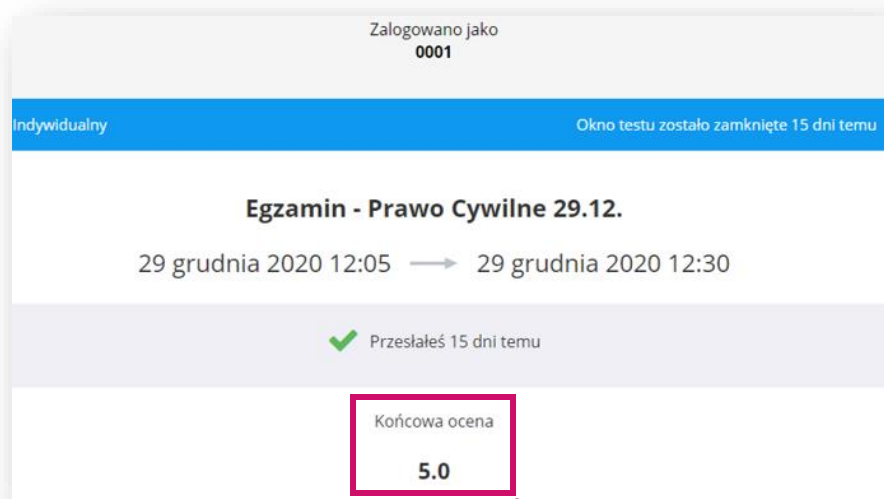 Zalogowano jako
0001
Indywidualny
Okno testu zostało zamknięte 15 dni temu
Egzamin - Prawo Cywilne 29.12.
29 grudnia 2020 12:05 → 29 grudnia 2020 12:30
Przesłałeś 15 dni temu
Końcowa ocena
5.0